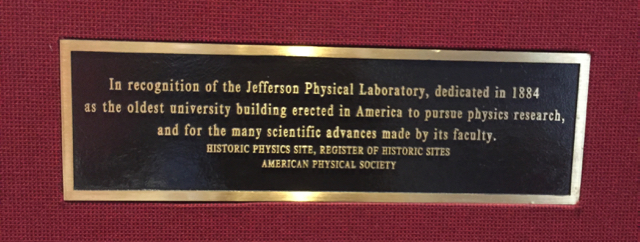 In recognition of the Jefferson Physical Laboratory, dedicated in 1884
as the oldest university building erected in America to pursue physics research,
and for the many scientific advances made by its faculty.
HISTORIC PHYSICS SITE, REGISTER OF HISTORIC SITES
AMERICAN PHYSICAL SOCIETY